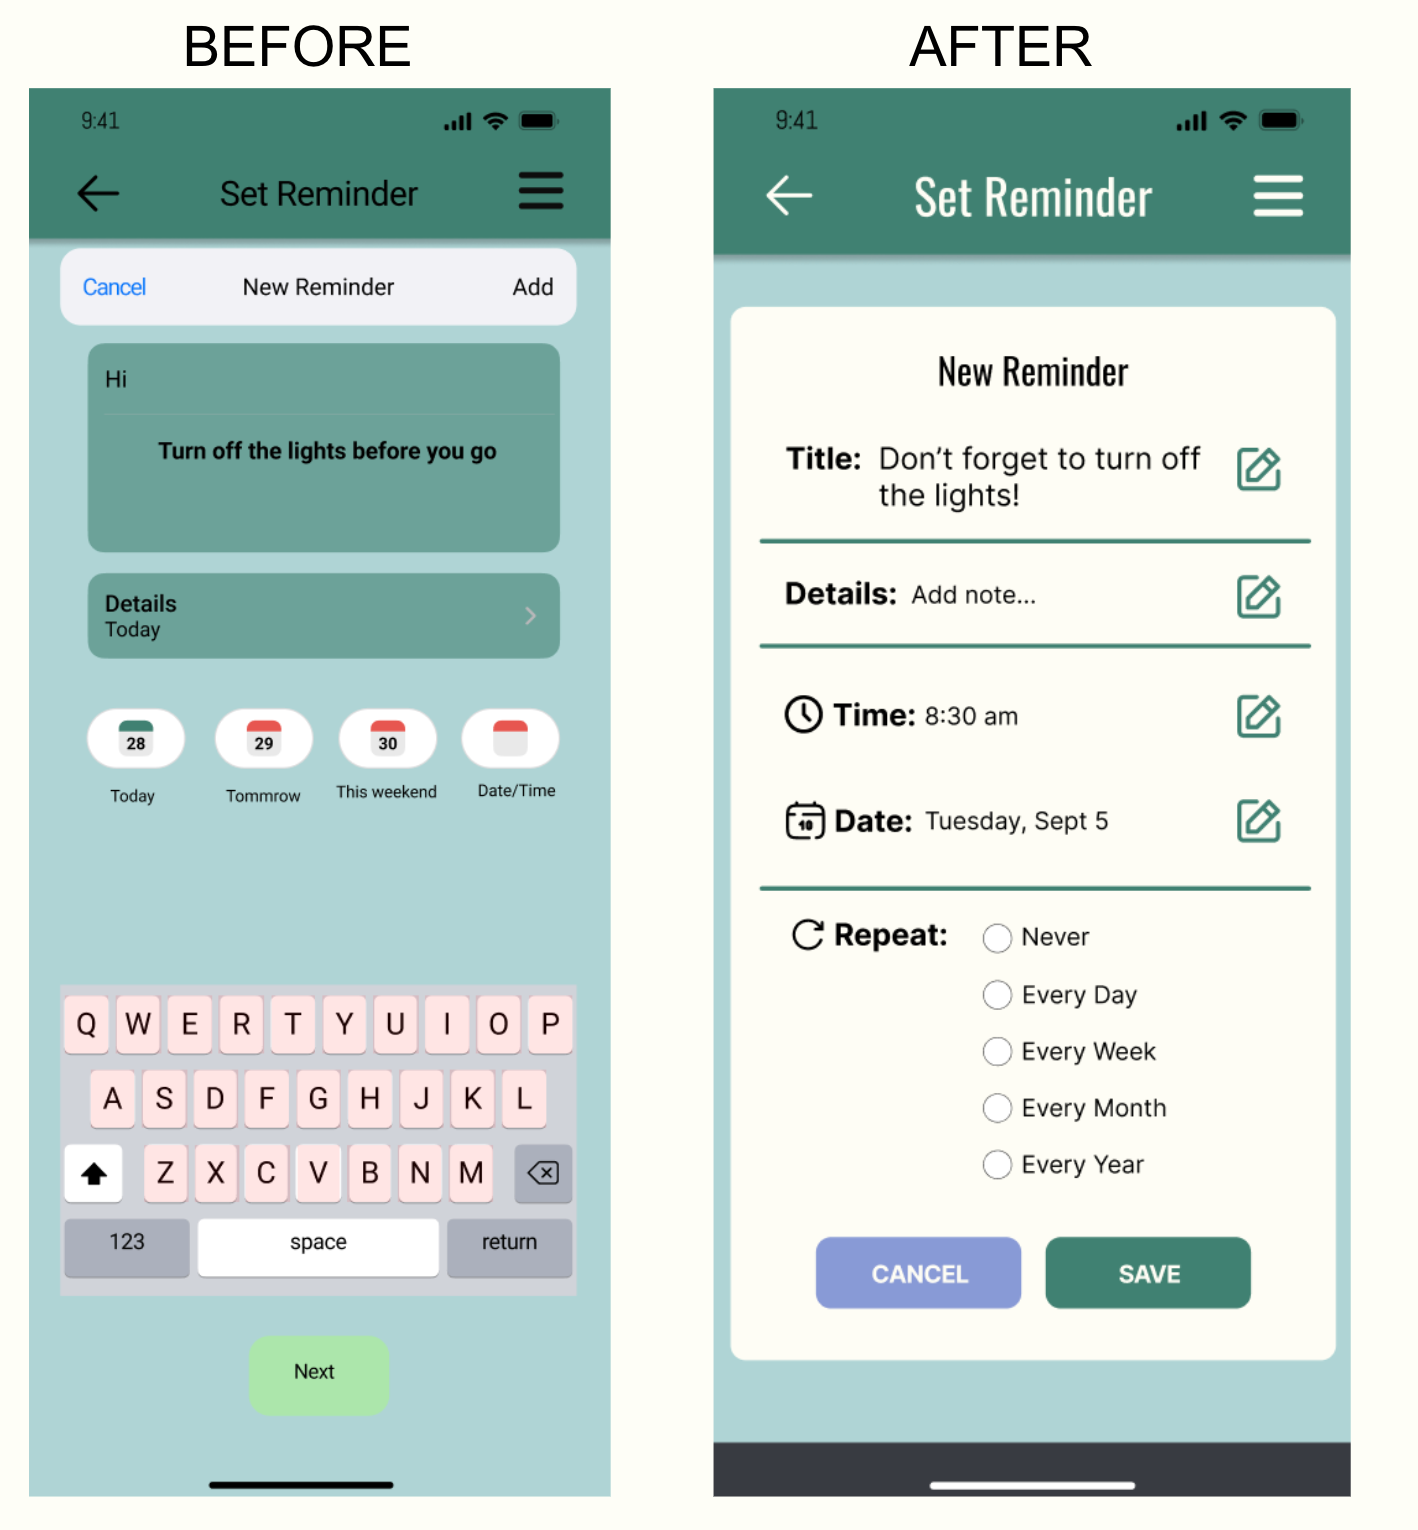 BEFORE
9:41
Set Reminder
Cancel New Reminder Add
Hi
Turn off the lights before you go
Details
Today
28 29 30
Today Tommrow This weekend Date/Time
Q W E R T Y U I O P
A S D F G H J K L
Z X C V B N M
123 space return
Next
AFTER
9:41
Set Reminder
New Reminder
Title: Don't forget to turn off
the lights!
Details: Add note...
Time: 8:30 am
10 Date: Tuesday, Sept 5
Repeat: Never
Every Day
Every Week
Every Month
Every Year
CANCEL SAVE